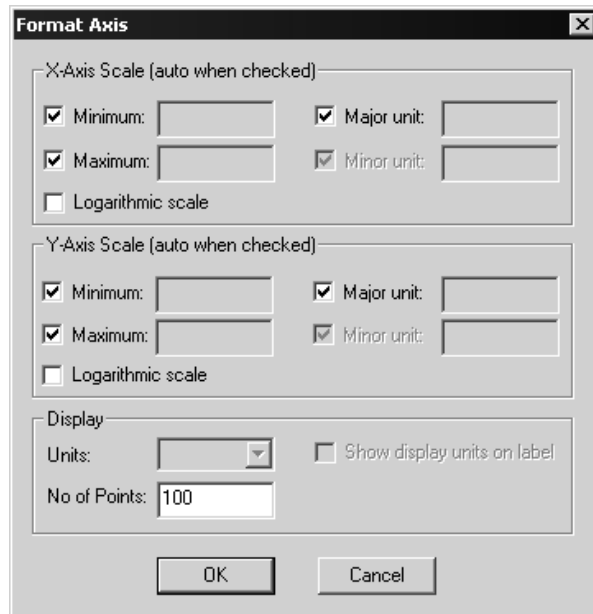 Format Axis
X-Axis Scale (auto when checked)
Minimum: Major unit:
Maximum: Minor unit:
Logarithmic scale
Y-Axis Scale (auto when checked)
Minimum: Major unit:
Maximum: Minor unit:
Logarithmic scale
Display
Units: Show display units on label
No of Points: 100
OK Cancel